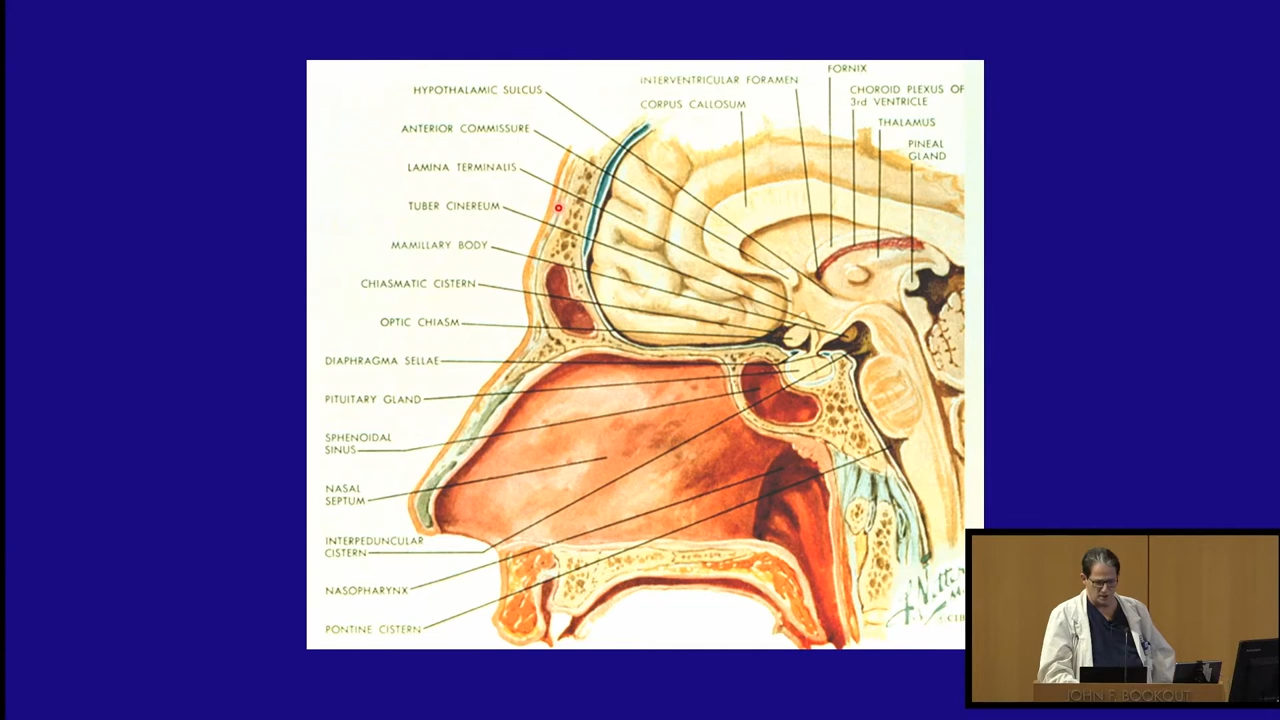 HYPOTHALAMIC SULCUS
ANTERIOR COMMISSURE
LAMINA TERMINALIS
TUBER CINEREUM
MAMILLARY BODY
CHIASMATIC CISTERN
OPTIC CHIASM
DIAPHRAGMA SELLAE
PITUITARY GLAND
SPHENOIDAL
SINUS
NASAL
SEPTUM
INTERPEDUNCULAR
CISTERN
NASOPHARYNX
PONTINE CISTERN
INTERVENTRICULAR FORAMEN
CORPUS CALLOSUM
FORNIX
CHOROID PLEXUS OF
3rd VENTRICLE
THALAMUS
PINEAL
GLAND
JOHN F. BOOKOUT